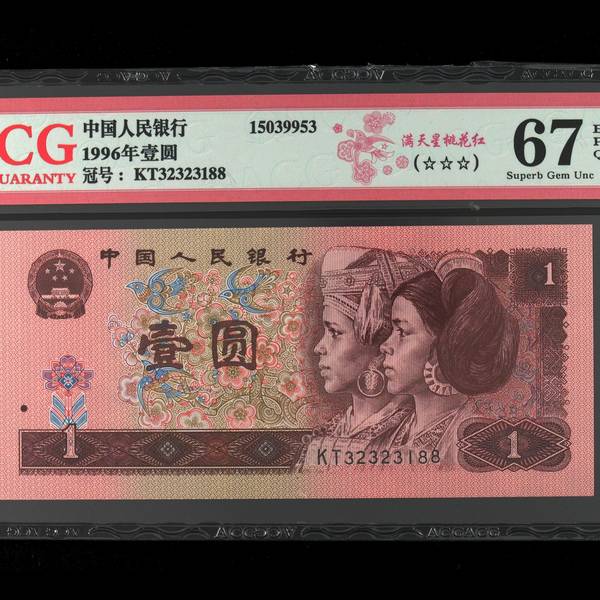 CG
UARANTY
中国人民银行
1996年壹圆
冠号： KT32323188
15039953
满天星桃花红
(☆☆☆)
67
E
P
Q
Superb Gem Unc
中国人民银行
壹圆
1
1
1
KT32323188
ACGACG